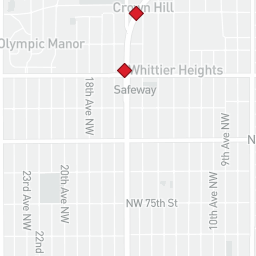 Crown Hill
Olympic Manor
Whittier Heights
Safeway
18th Ave NW
9th Ave NW
N
20th Ave NW
23rd Ave NW
10th Ave NW
NW 75th St
22nd